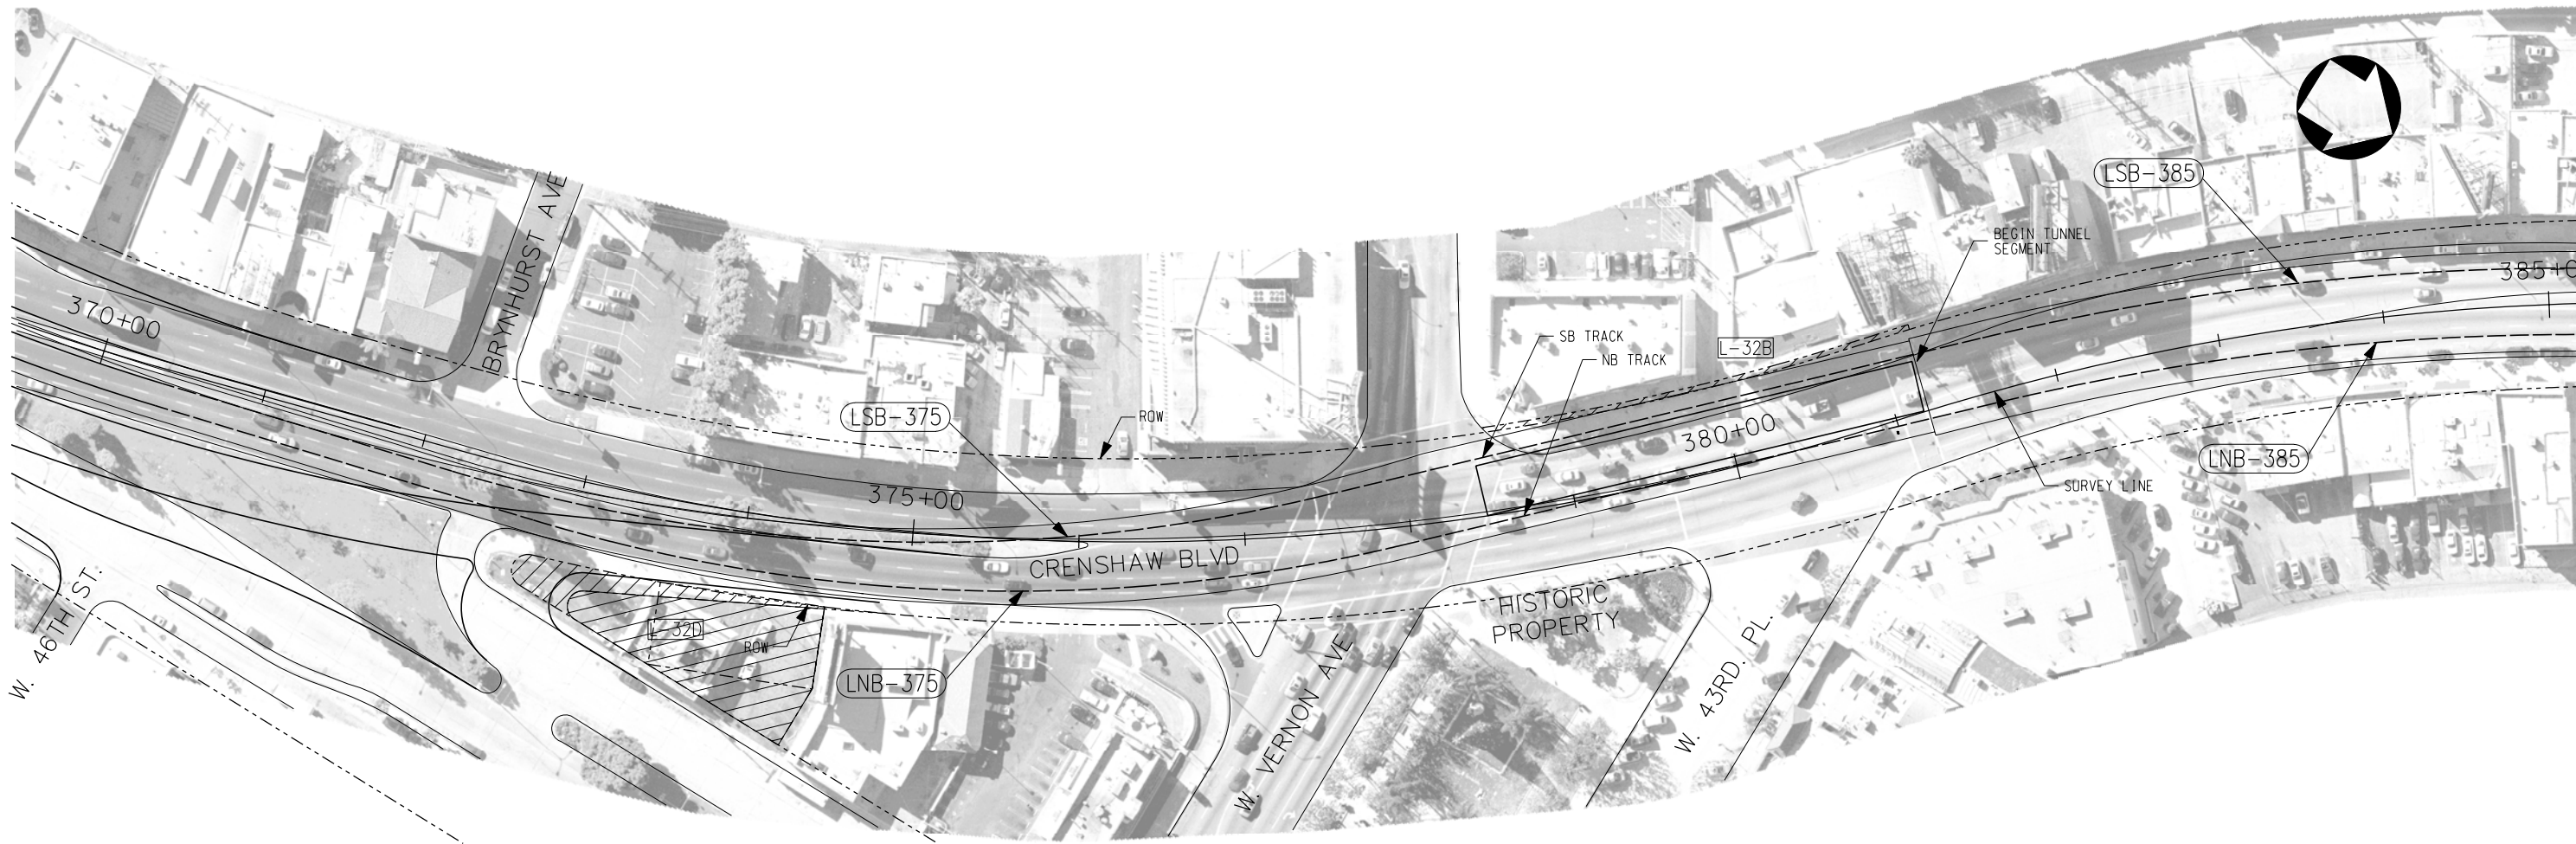 370+00
BRYNHURST AVE
LSB-375
375+00
ROW
CRENSHAW BLVD
SB TRACK
NB TRACK
L-32B
380+00
BEGIN TUNNEL
SEGMENT
LSB-385
385+0
LNB-385
SURVEY LINE
W. 46TH ST.
L-32D
ROW
LNB-375
W. VERNON AVE
HISTORIC
PROPERTY
W. 43RD. PL.